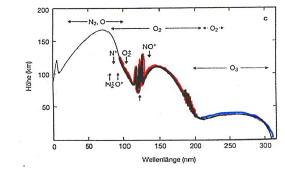 c
N₂, O O₂ O₂
N⁺ O₂⁺ NO⁺
N₂⁺ O⁺
O₃
Höhe (km)
200
150
100
50
0
0 50 100 150 200 250 300
Wellenlänge (nm)